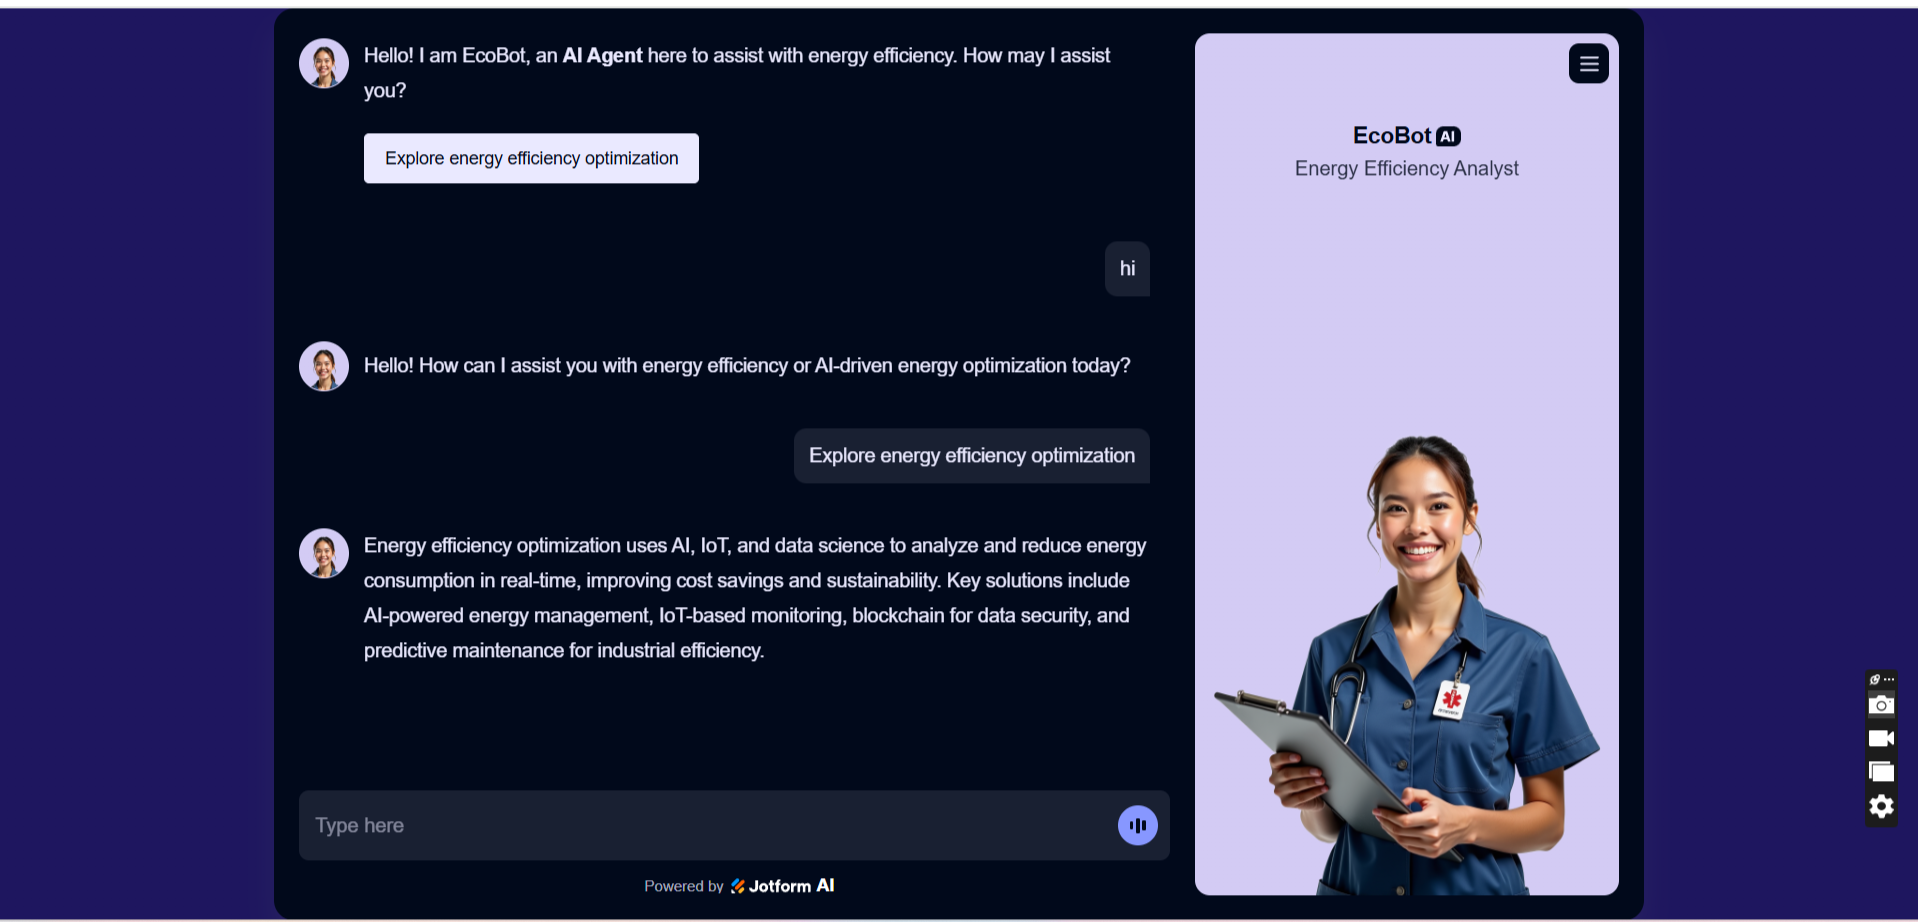 Hello! I am EcoBot, an AI Agent here to assist with energy efficiency. How may I assist
you?
Explore energy efficiency optimization
hi
Hello! How can I assist you with energy efficiency or AI-driven energy optimization today?
Explore energy efficiency optimization
Energy efficiency optimization uses AI, IoT, and data science to analyze and reduce energy
consumption in real-time, improving cost savings and sustainability. Key solutions include
AI-powered energy management, IoT-based monitoring, blockchain for data security, and
predictive maintenance for industrial efficiency.
Type here
Powered by Jotform AI
EcoBot AI
Energy Efficiency Analyst